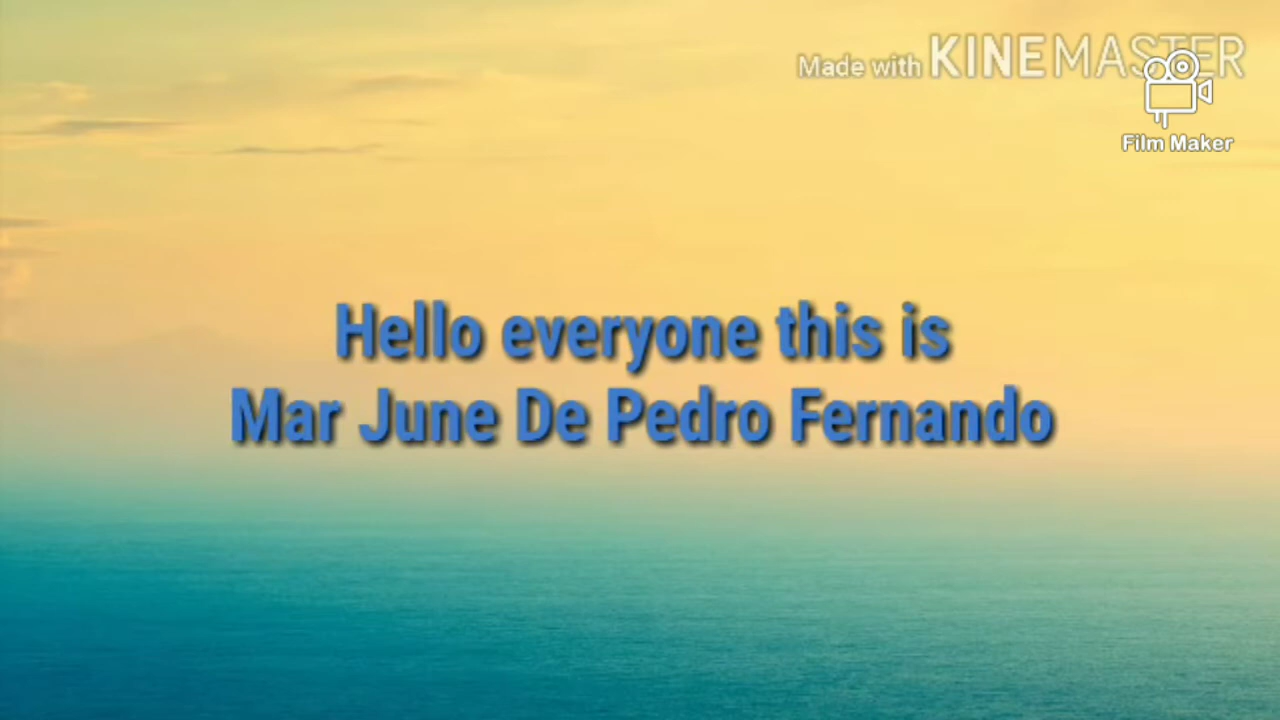 Made with KINEMASTER
Film Maker
Hello everyone this is
Mar June De Pedro Fernando